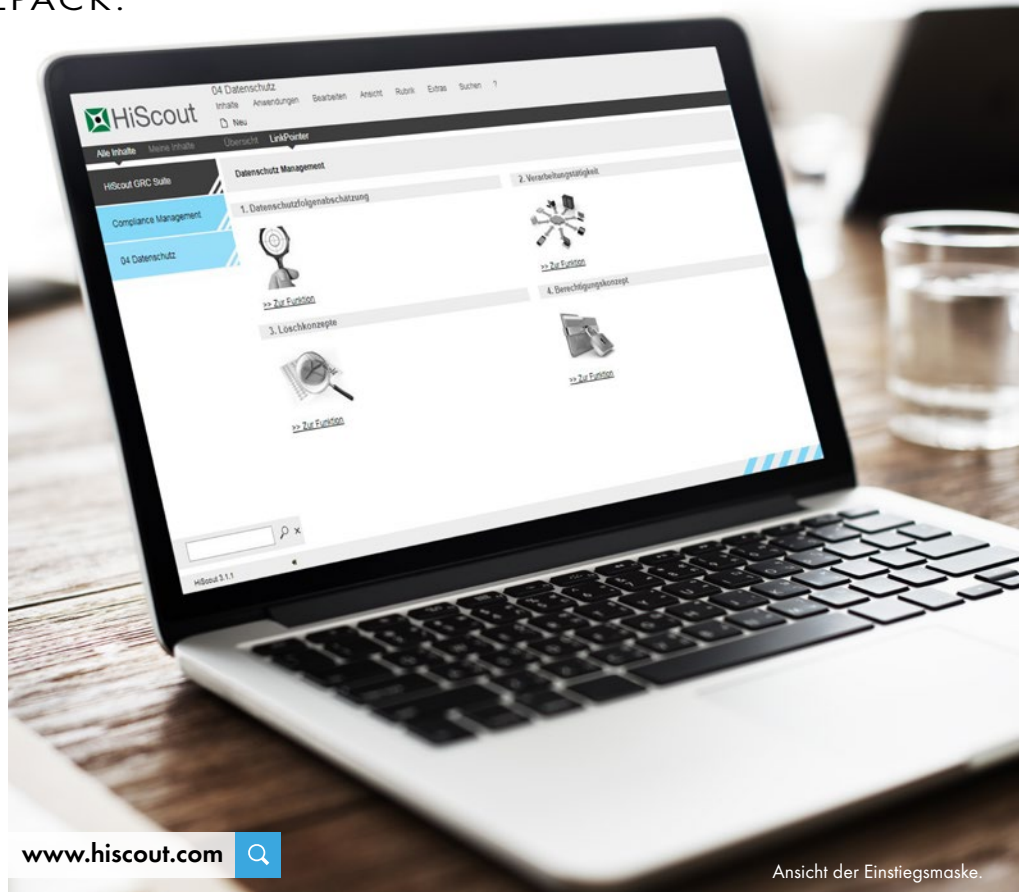 HiScout
04 Datenschutz
Inhalte Anwendungen Bearbeiten Ansicht Rubrik Extras Suchen ?
Neu
Alle Inhalte Meine Inhalte Übersicht LinkPointer
HiScout GRC Suite
Compliance Management
04 Datenschutz
Datenschutz Management
1. Datenschutzfolgenabschätzung
2. Verarbeitungstätigkeit
>> Zur Funktion
>> Zur Funktion
3. Löschkonzepte
4. Berechtigungskonzept
>> Zur Funktion
>> Zur Funktion
HiScout 3.1.1
www.hiscout.com
Ansicht der Einstiegsmaske.